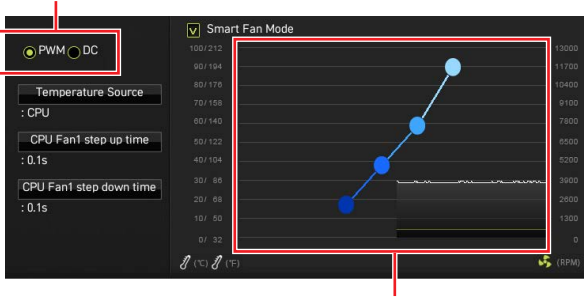 V Smart Fan Mode
PWM DC
Temperature Source
: CPU
CPU Fan1 step up time
: 0.1s
CPU Fan1 step down time
: 0.1s
100/212 13000
90/194 11700
80/176 10400
70/158 9100
60/140 7800
50/122 6500
40/104 5200
30/ 86 3900
20/ 68 2600
10/ 50 1300
0/ 32 0
(°C) (°F) (RPM)